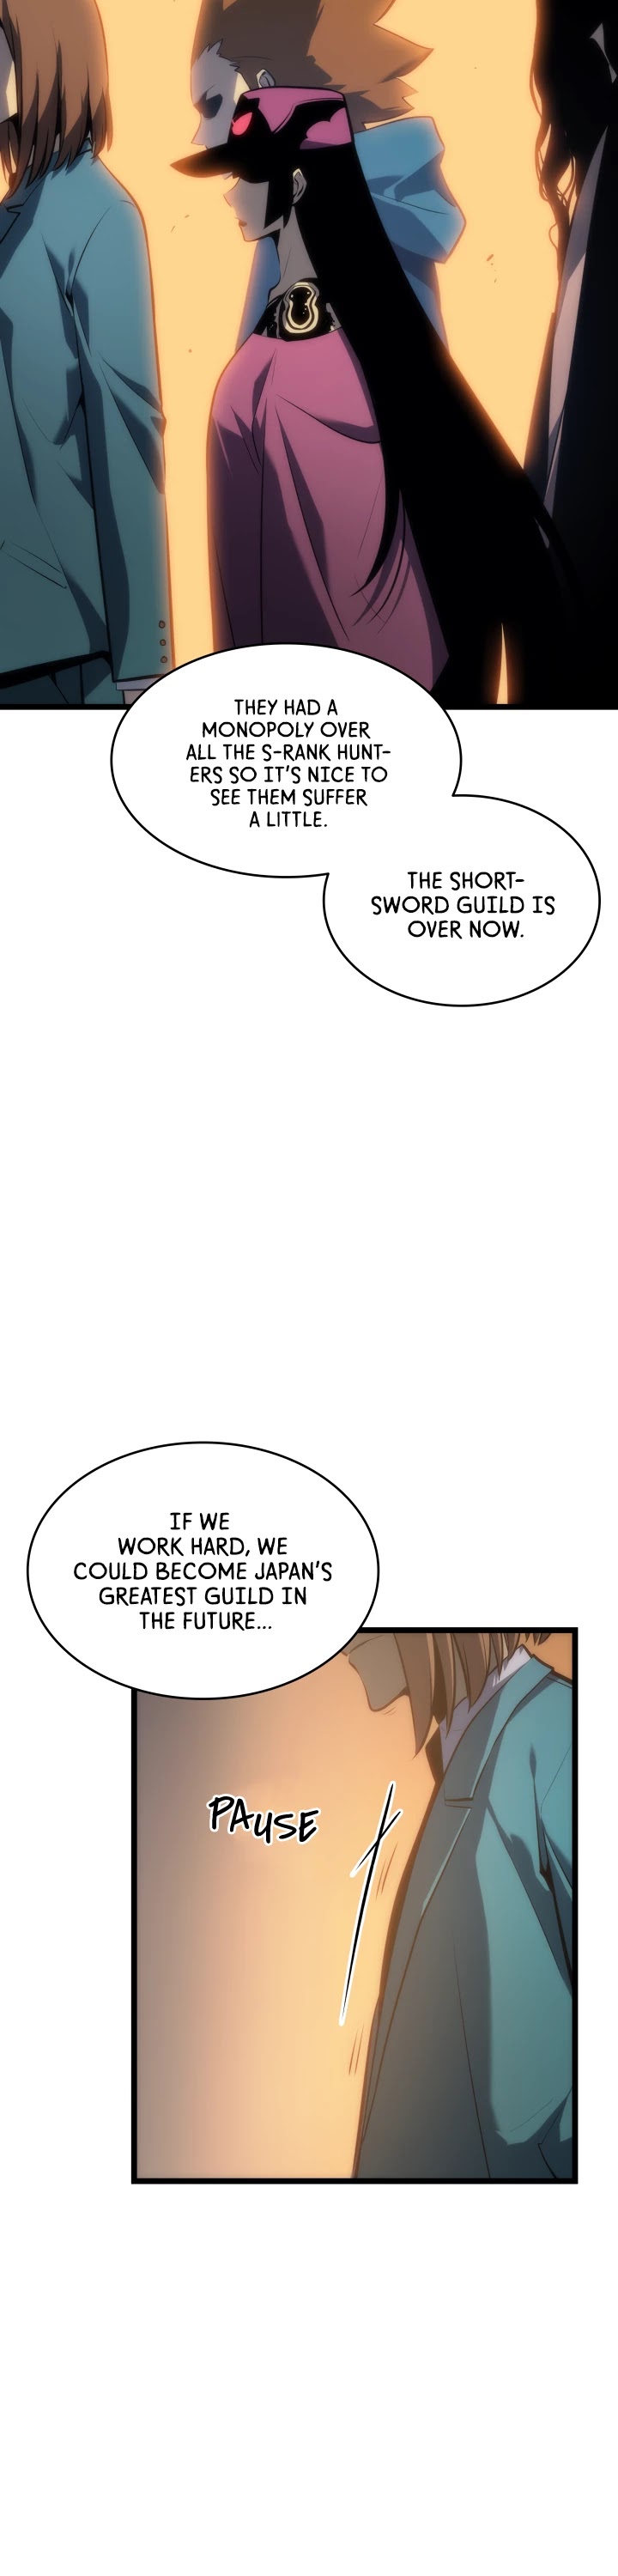 THEY HAD A
MONOPOLY OVER
ALL THE S-RANK HUNT-
ERS SO IT'S NICE TO
SEE THEM SUFFER
A LITTLE.
THE SHORT-
SWORD GUILD IS
OVER NOW.
IF WE
WORK HARD, WE
COULD BECOME JAPAN'S
GREATEST GUILD IN
THE FUTURE...
PAUSE